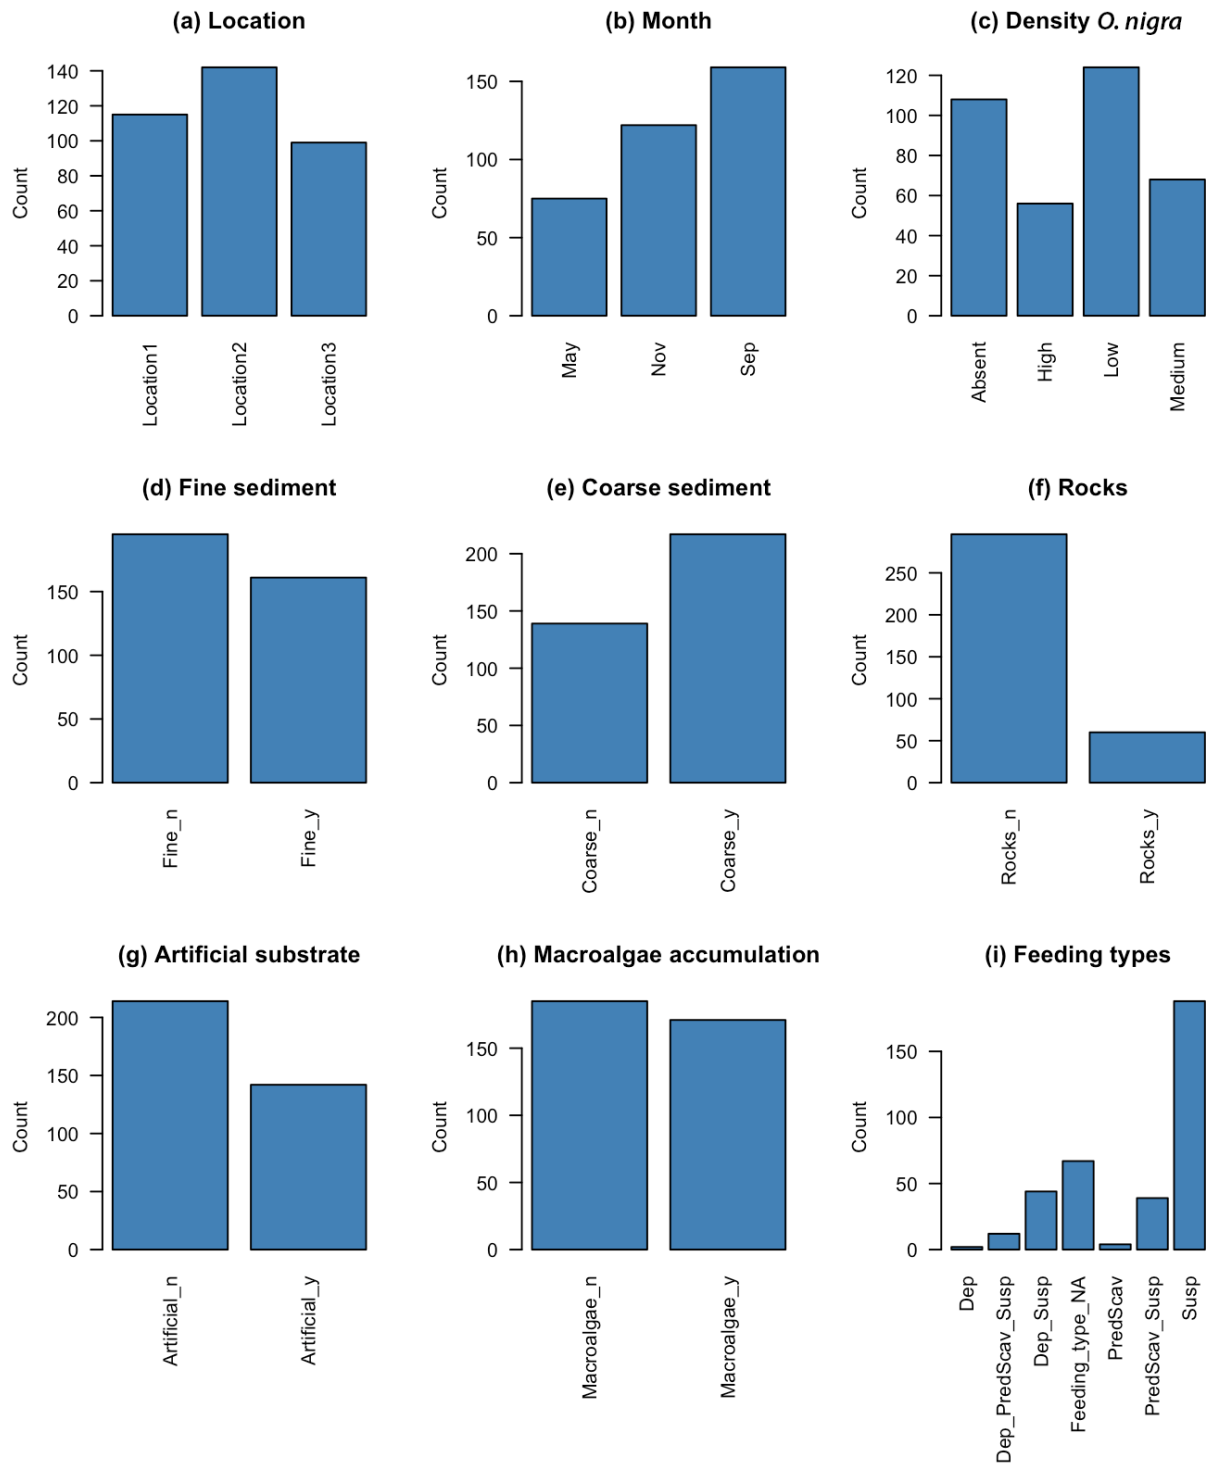 (a) Location
Count
140
120
100
80
60
40
20
0
Location1
Location2
Location3
(b) Month
Count
150
100
50
0
May
Nov
Sep
(c) Density O. nigra
Count
120
100
80
60
40
20
0
Absent
High
Low
Medium
(d) Fine sediment
Count
150
100
50
0
Fine_n
Fine_y
(e) Coarse sediment
Count
200
150
100
50
0
Coarse_n
Coarse_y
(f) Rocks
Count
250
200
150
100
50
0
Rocks_n
Rocks_y
(g) Artificial substrate
Count
200
150
100
50
0
Artificial_n
Artificial_y
(h) Macroalgae accumulation
Count
150
100
50
0
Macroalgae_n
Macroalgae_y
(i) Feeding types
Count
150
100
50
0
Dep
Dep_PredScav_Susp
Dep_Susp
Feeding_type_NA
PredScav
PredScav_Susp
Susp